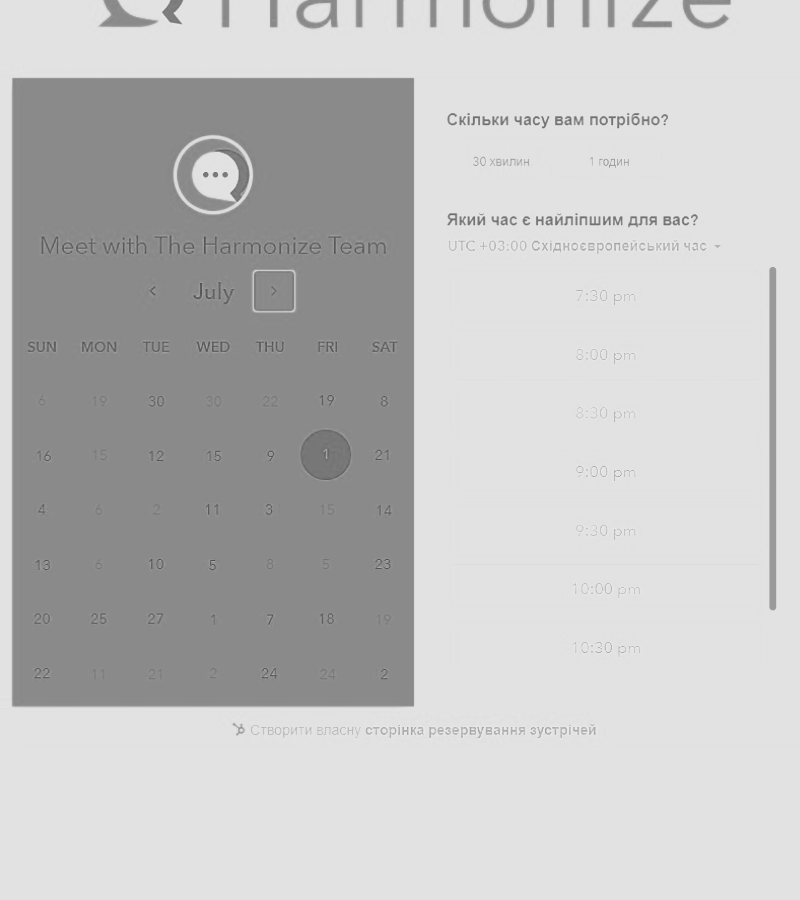 Harmonize
Meet with The Harmonize Team
July
SUN MON TUE WED THU FRI SAT
6 19 30 30 22 19 8
16 15 12 15 9 1 21
4 6 2 11 3 15 14
13 6 10 5 8 5 23
20 25 27 1 7 18 19
22 11 21 2 24 24 2
Скільки часу вам потрібно?
30 хвилин 1 годин
Який час є найліпшим для вас?
UTC +03:00 Східноєвропейський час
7:30 pm
8:00 pm
8:30 pm
9:00 pm
9:30 pm
10:00 pm
10:30 pm
Створити власну сторінка резервування зустрічей